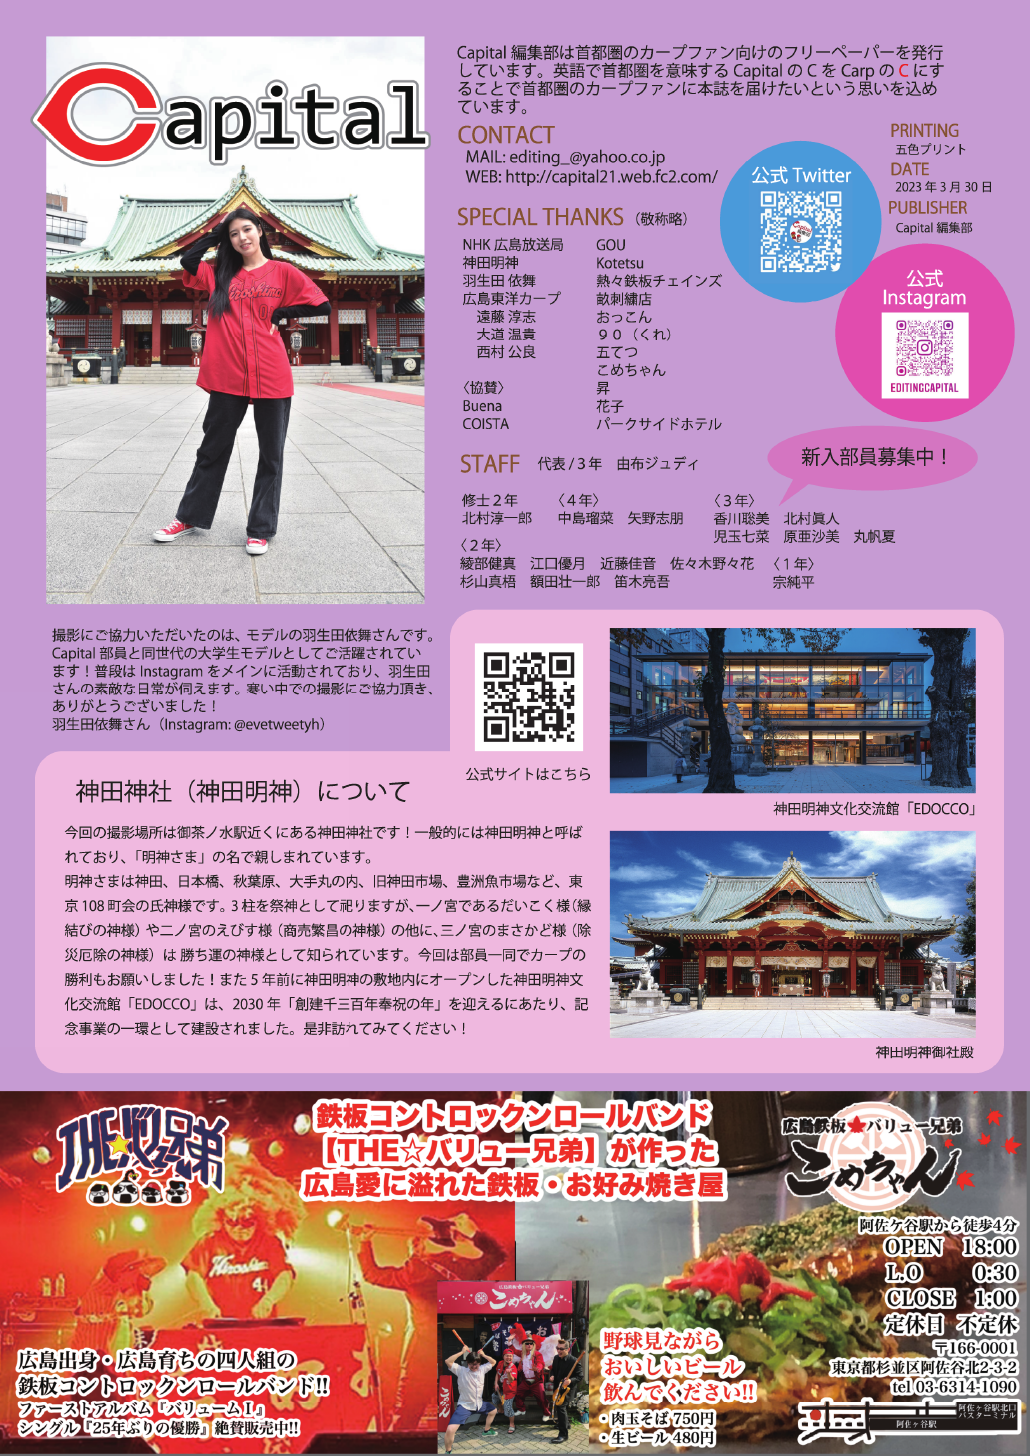 Capital
Capital 編集部は首都圏のカープファン向けのフリーペーパーを発行
しています。英語で首都圏を意味する Capital の C を Carp の C にす
ることで首都圏のカープファンに本誌を届けたいという思いを込め
ています。
CONTACT
MAIL: editing_@yahoo.co.jp
WEB: http://capital21.web.fc2.com/
PRINTING
五色プリント
DATE
2023 年 3 月 30 日
PUBLISHER
Capital 編集部
公式 Twitter
公式
Instagram
EDITINGCAPITAL
SPECIAL THANKS （敬称略）
NHK 広島放送局
神田明神
羽生田 依舞
広島東洋カープ
遠藤 淳志
大道 温貴
西村 公良
〈協賛〉
Buena
COISTA
GOU
Kotetsu
熱々鉄板チェインズ
畝刺繍店
おっこん
９０（くれ）
五てつ
こめちゃん
昇
花子
パークサイドホテル
新入部員募集中！
STAFF 代表 / 3 年 由布ジュディ
修士 2 年 〈４年〉 〈３年〉
北村淳一郎 中島瑠菜 矢野志朋 香川聡美 北村眞人
児玉七菜 原亜沙美 丸帆夏
〈２年〉
綾部健真 江口優月 近藤佳音 佐々木野々花 〈１年〉
杉山真梧 額田壮一郎 笛木亮吾 宗純平
撮影にご協力いただいたのは、モデルの羽生田依舞さんです。
Capital 部員と同世代の大学生モデルとしてご活躍されてい
ます！普段は Instagram をメインに活動されており、羽生田
さんの素敵な日常が伺えます。寒い中での撮影にご協力頂き、
ありがとうございました！
羽生田依舞さん（Instagram: @evetweetyh）
公式サイトはこちら
神田明神文化交流館「EDOCCO」
神田神社（神田明神）について
今回の撮影場所は御茶ノ水駅近くにある神田神社です！一般的には神田明神と呼ば
れており、「明神さま」の名で親しまれています。
明神さまは神田、日本橋、秋葉原、大手丸の内、旧神田市場、豊洲魚市場など、東
京 108 町会の氏神様です。3 柱を祭神として祀りますが、一ノ宮であるだいこく様（縁
結びの神様）や二ノ宮のえびす様（商売繁昌の神様）の他に、三ノ宮のまさかど様（除
災厄除の神様）は 勝ち運の神様として知られています。今回は部員一同でカープの
勝利もお願いしました！また 5 年前に神田明神の敷地内にオープンした神田明神文
化交流館「EDOCCO」は、2030 年「創建千三百年奉祝の年」を迎えるにあたり、記
念事業の一環として建設されました。是非訪れてみてください！
神田明神御社殿
THE☆バリュー兄弟
鉄板コントロックンロールバンド
【THE☆バリュー兄弟】が作った
広島愛に溢れた鉄板・お好み焼き屋
広島鉄板★バリュー兄弟
こめちゃん
阿佐ケ谷駅から徒歩4分
OPEN 18:00
L.O 0:30
CLOSE 1:00
定休日 不定休
〒166-0001
東京都杉並区阿佐谷北2-3-2
tel 03-6314-1090
阿佐ヶ谷駅北口
バスターミナル
阿佐ヶ谷駅
こめちゃん
広島出身・広島育ちの四人組の
鉄板コントロックンロールバンド!!
ファーストアルバム『バリュームⅠ』
シングル『25年ぶりの優勝』絶賛販売中!!
野球見ながら
おいしいビール
飲んでください!!
・肉玉そば 750円
・生ビール 480円